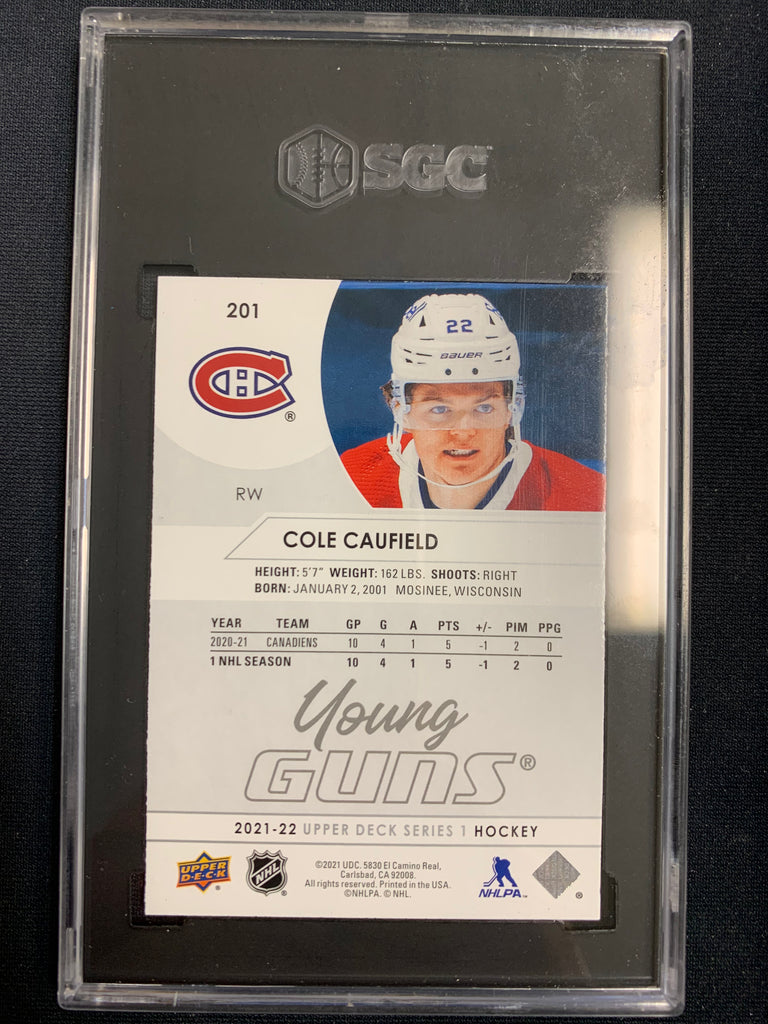 SGC
201
22
BAUER
RW
COLE CAUFIELD
HEIGHT: 5'7" WEIGHT: 162 LBS. SHOOTS: RIGHT
BORN: JANUARY 2, 2001 MOSINEE, WISCONSIN
YEAR TEAM GP G A PTS +/- PIM PPG
2020-21 CANADIENS 10 4 1 5 -1 2 0
1 NHL SEASON 10 4 1 5 -1 2 0
Young
GUNS®
2021-22 UPPER DECK SERIES 1 HOCKEY
UPPER
D·E·C·K
NHL
©2021 UDC. 5830 El Camino Real,
Carlsbad, CA 92008.
All rights reserved. Printed in the USA.
©NHLPA. © NHL.
NHLPA